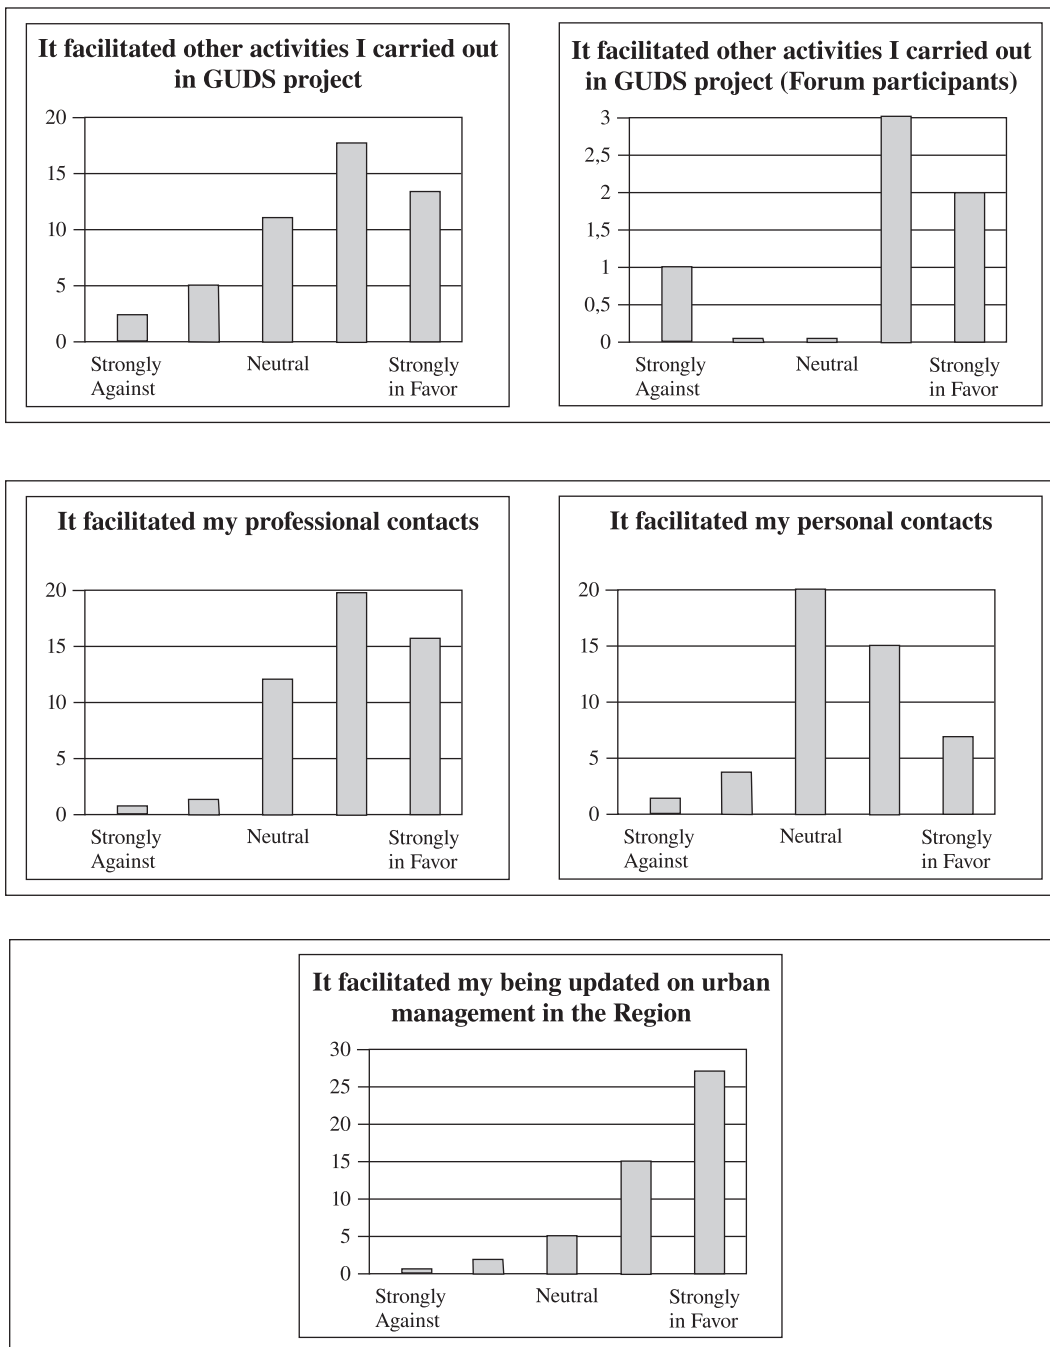 It facilitated other activities I carried out
in GUDS project
20
15
10
5
0
Strongly
Against
Neutral
Strongly
in Favor
It facilitated other activities I carried out
in GUDS project (Forum participants)
3
2,5
2
1,5
1
0,5
0
Strongly
Against
Neutral
Strongly
in Favor
It facilitated my professional contacts
20
15
10
5
0
Strongly
Against
Neutral
Strongly
in Favor
It facilitated my personal contacts
20
15
10
5
0
Strongly
Against
Neutral
Strongly
in Favor
It facilitated my being updated on urban
management in the Region
30
25
20
15
10
5
0
Strongly
Against
Neutral
Strongly
in Favor